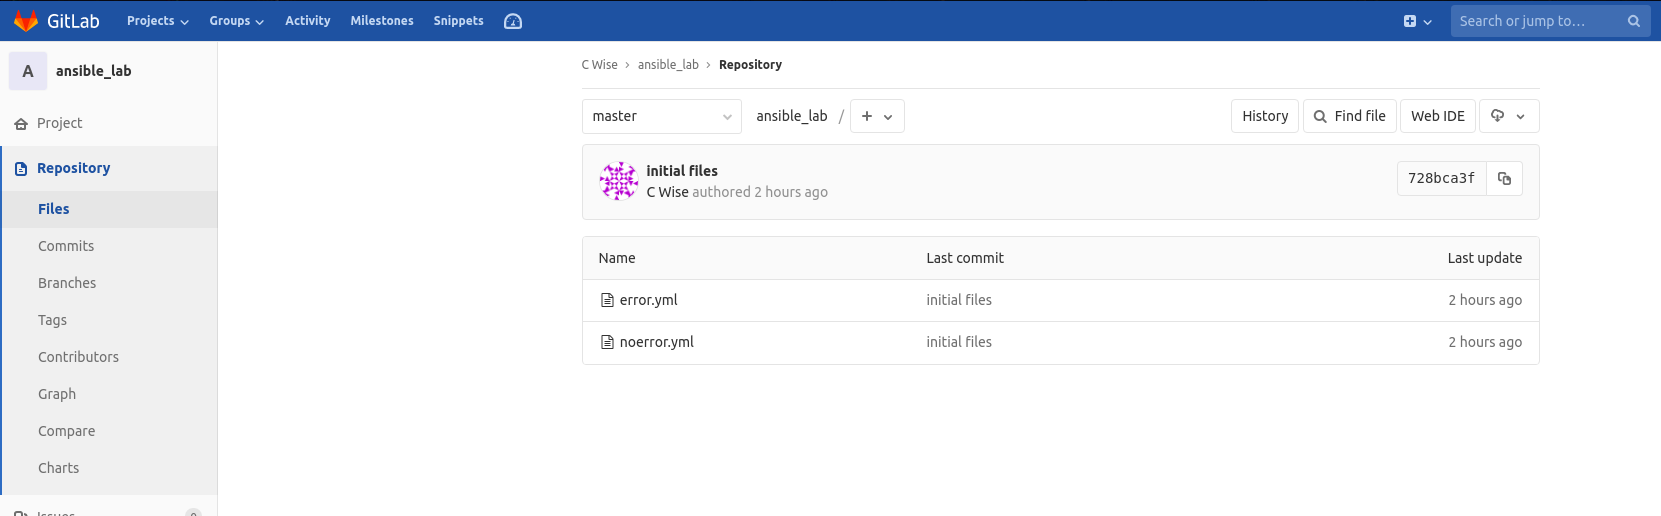 GitLab Projects Groups Activity Milestones Snippets Search or jump to...
A ansible_lab
Project
Repository
Files
Commits
Branches
Tags
Contributors
Graph
Compare
Charts
Issues 0
C Wise › ansible_lab › Repository
master ansible_lab / + History Find file Web IDE
initial files
C Wise authored 2 hours ago
728bca3f
Name Last commit Last update
error.yml initial files 2 hours ago
noerror.yml initial files 2 hours ago